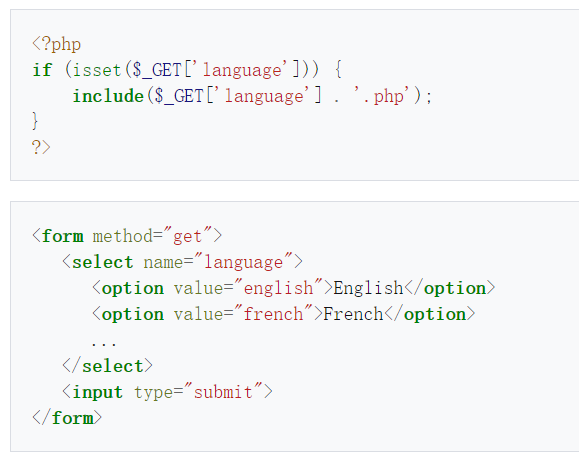 <?php
if (isset($_GET['language'])) {
    include($_GET['language'] . '.php');
}
?>
<form method="get">
   <select name="language">
      <option value="english">English</option>
      <option value="french">French</option>
      ...
   </select>
   <input type="submit">
</form>